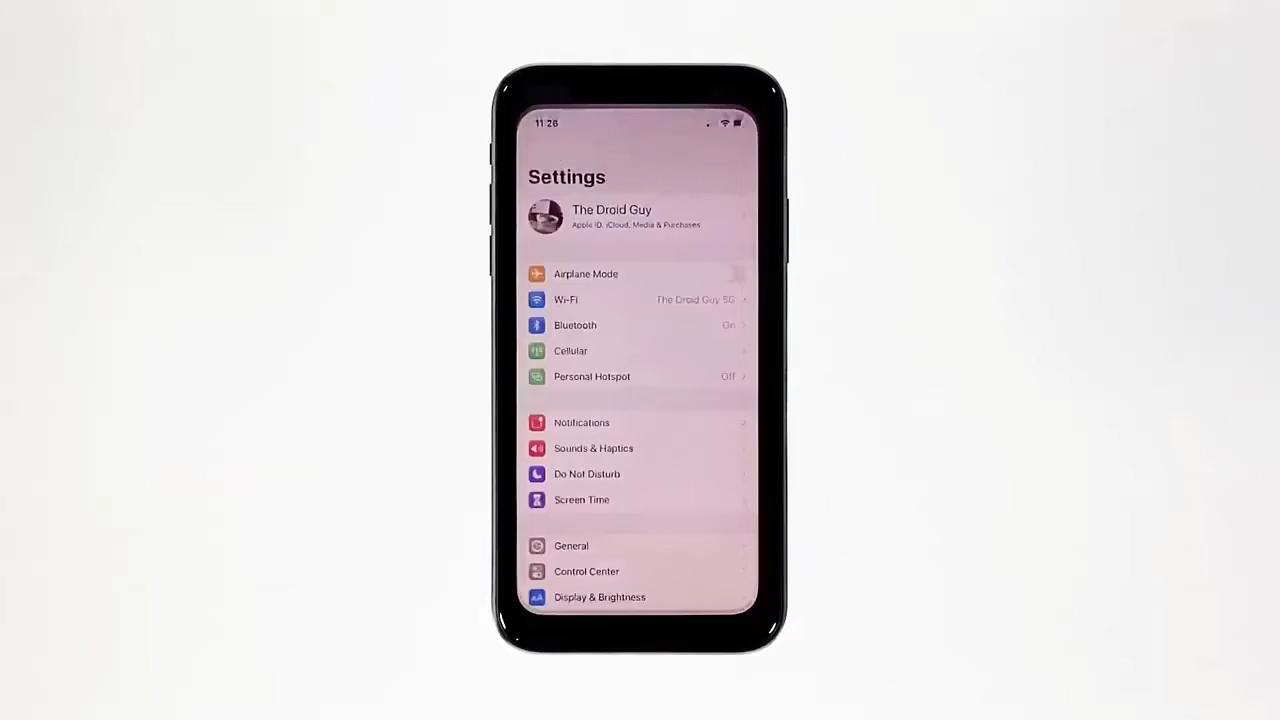 11:26
Settings
The Droid Guy
Apple ID, iCloud, Media & Purchases
Airplane Mode
Wi-Fi The Droid Guy 5G
Bluetooth On
Cellular
Personal Hotspot Off
Notifications
Sounds & Haptics
Do Not Disturb
Screen Time
General
Control Center
AA Display & Brightness